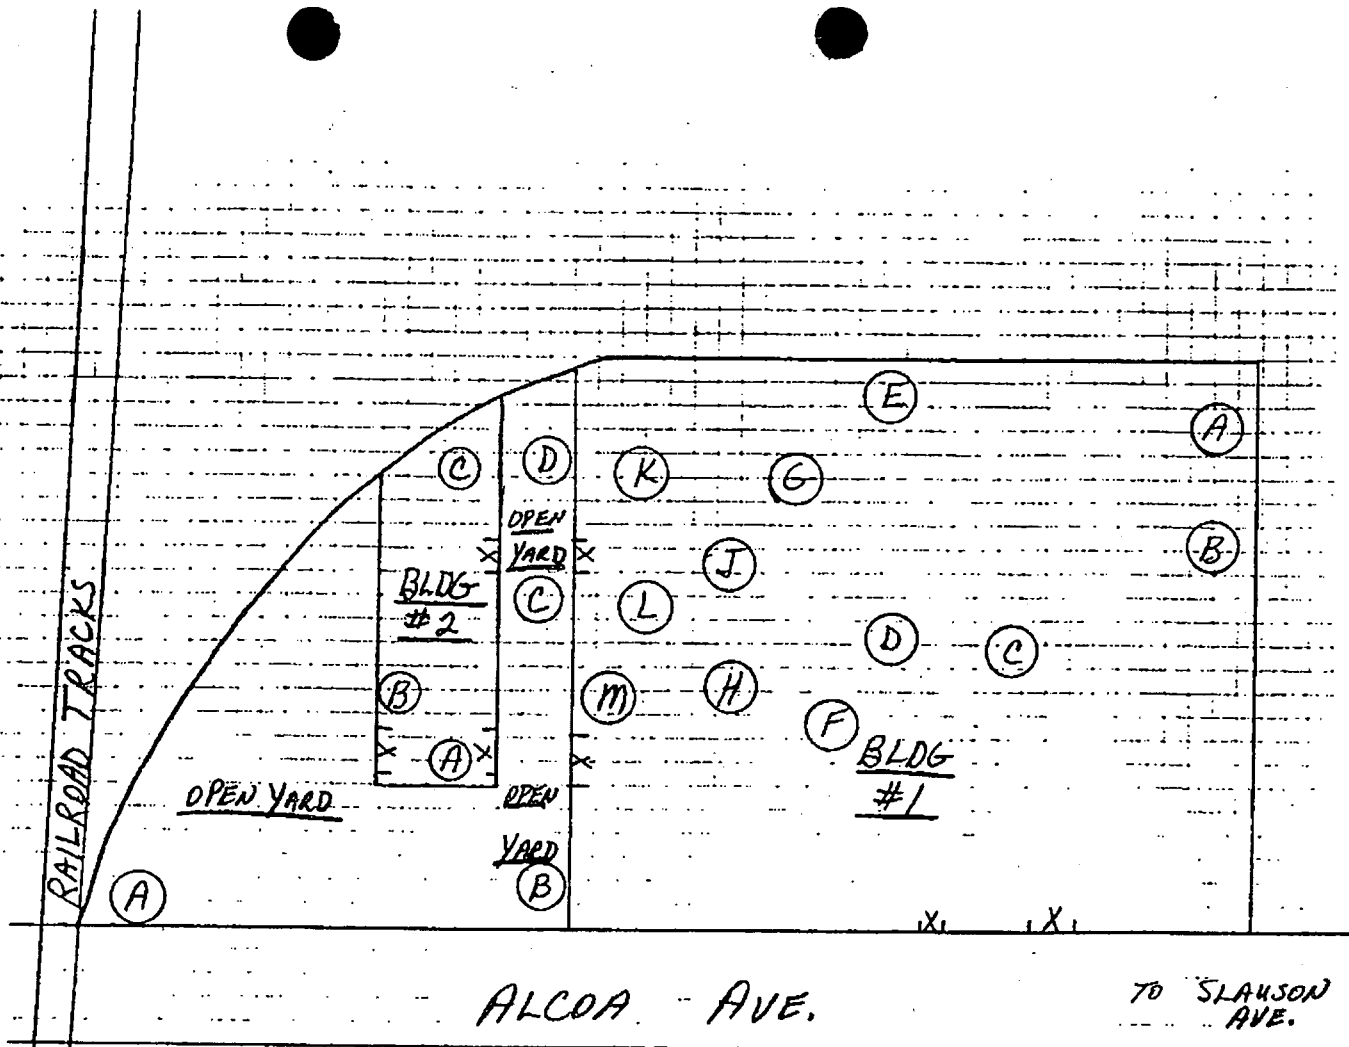 E
A
C
D
K
G
OPEN
YARD
X
X
B
J
BLDG
#2
C
L
D
C
RAILROAD TRACKS
B
M
H
F
X
A
X
X
BLDG
#1
OPEN YARD
OPEN
YARD
A
B
X
X
ALCOA AVE.
TO SLAUSON
AVE.